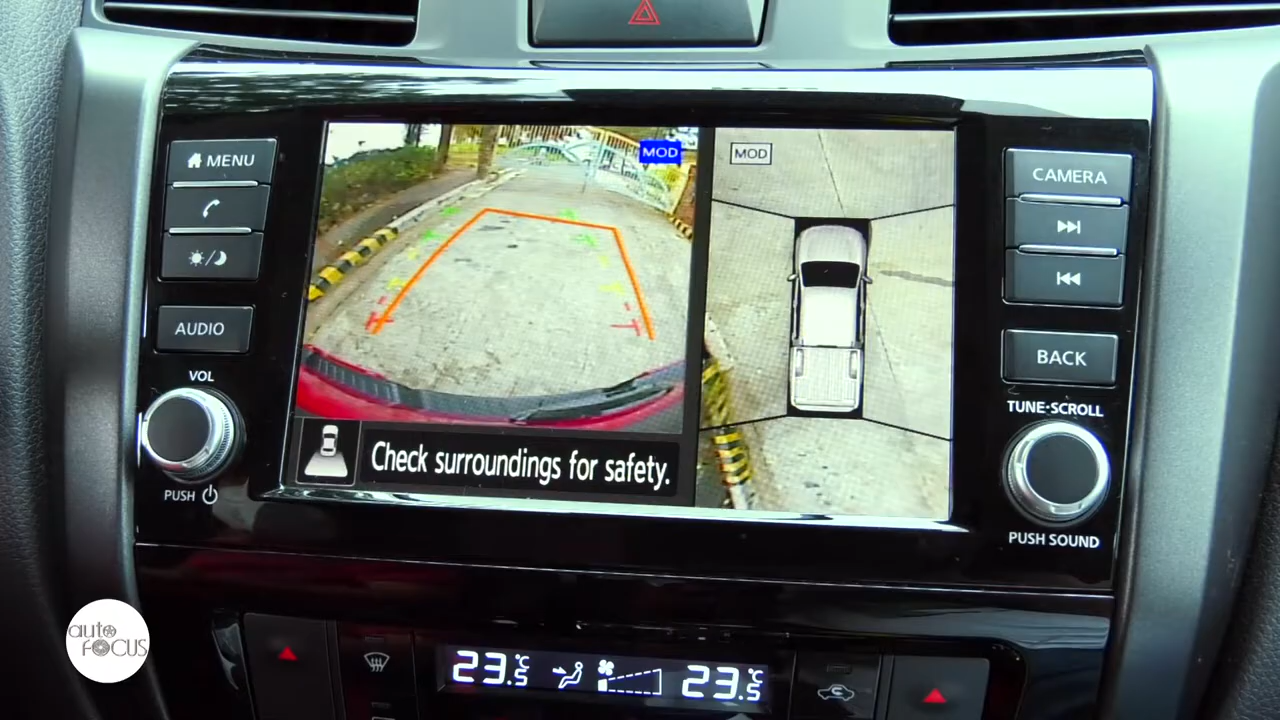 MENU
AUDIO
VOL
PUSH
MOD
MOD
Check surroundings for safety.
CAMERA
BACK
TUNE·SCROLL
PUSH SOUND
auto
FOCUS
23.5°C
23.5°C